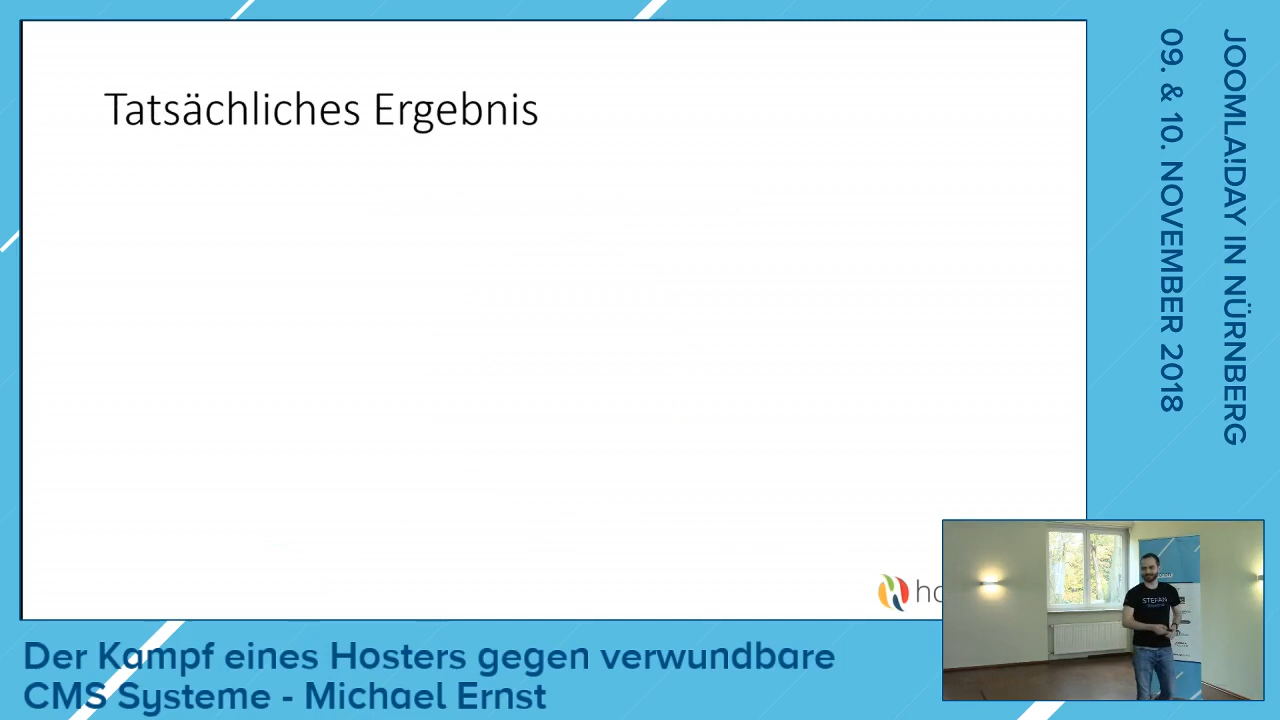 Tatsächliches Ergebnis
JOOMLA!DAY IN NÜRNBERG
09. & 10. NOVEMBER 2018
STEFAN
Der Kampf eines Hosters gegen verwundbare
CMS Systeme - Michael Ernst